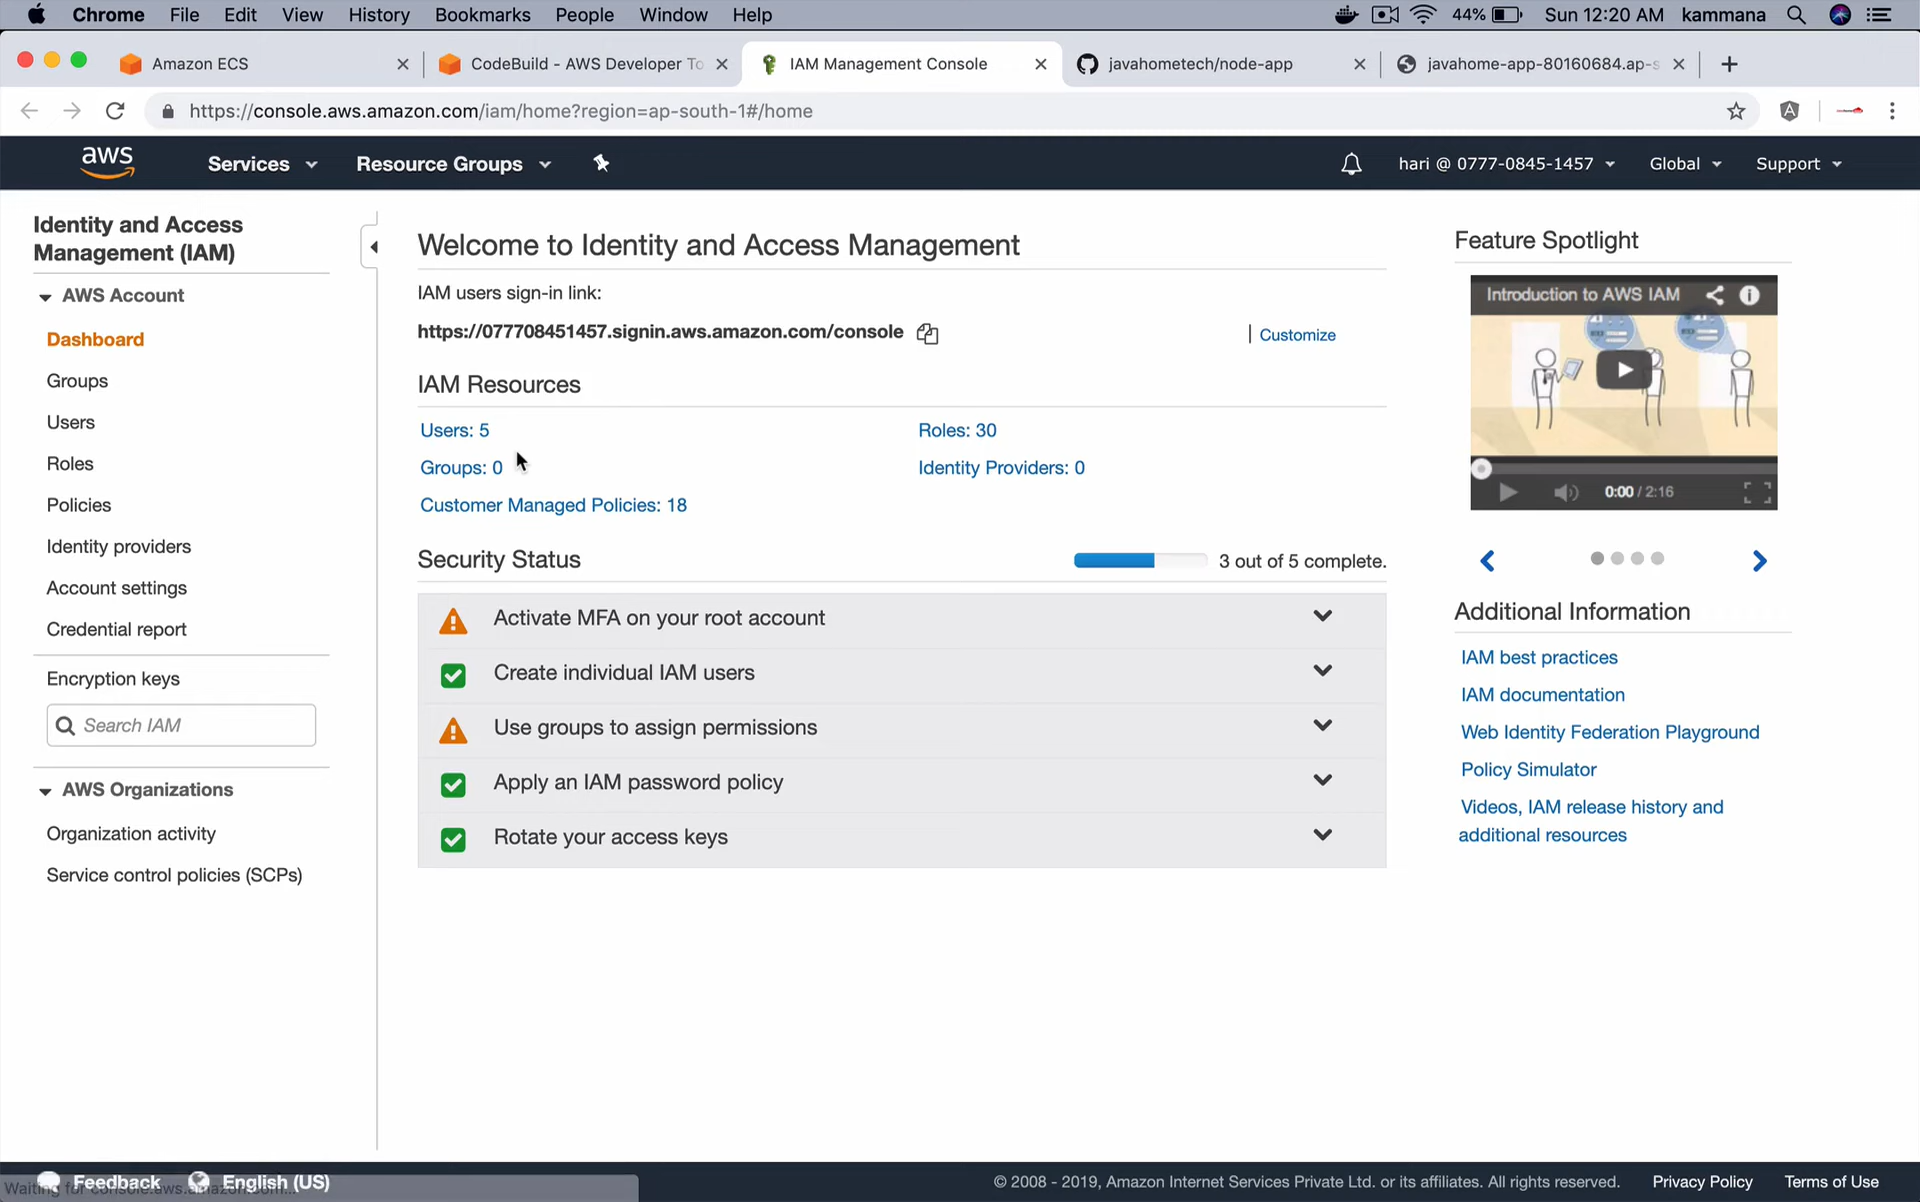 Chrome File Edit View History Bookmarks People Window Help 44% Sun 12:20 AM kammana
Amazon ECS
CodeBuild - AWS Developer To
IAM Management Console
javahometech/node-app
javahome-app-80160684.ap-s
https://console.aws.amazon.com/iam/home?region=ap-south-1#/home
aws Services Resource Groups hari @ 0777-0845-1457 Global Support
Identity and Access
Management (IAM)
AWS Account
Dashboard
Groups
Users
Roles
Policies
Identity providers
Account settings
Credential report
Encryption keys
Search IAM
AWS Organizations
Organization activity
Service control policies (SCPs)
Welcome to Identity and Access Management
IAM users sign-in link:
https://077708451457.signin.aws.amazon.com/console
Customize
IAM Resources
Users: 5
Roles: 30
Groups: 0
Identity Providers: 0
Customer Managed Policies: 18
Security Status
3 out of 5 complete.
Activate MFA on your root account
Create individual IAM users
Use groups to assign permissions
Apply an IAM password policy
Rotate your access keys
Feature Spotlight
Introduction to AWS IAM
0:00 / 2:16
Additional Information
IAM best practices
IAM documentation
Web Identity Federation Playground
Policy Simulator
Videos, IAM release history and
additional resources
Feedback English (US)
Waiting for console.aws.amazon.com...
© 2008 - 2019, Amazon Internet Services Private Ltd. or its affiliates. All rights reserved. Privacy Policy Terms of Use